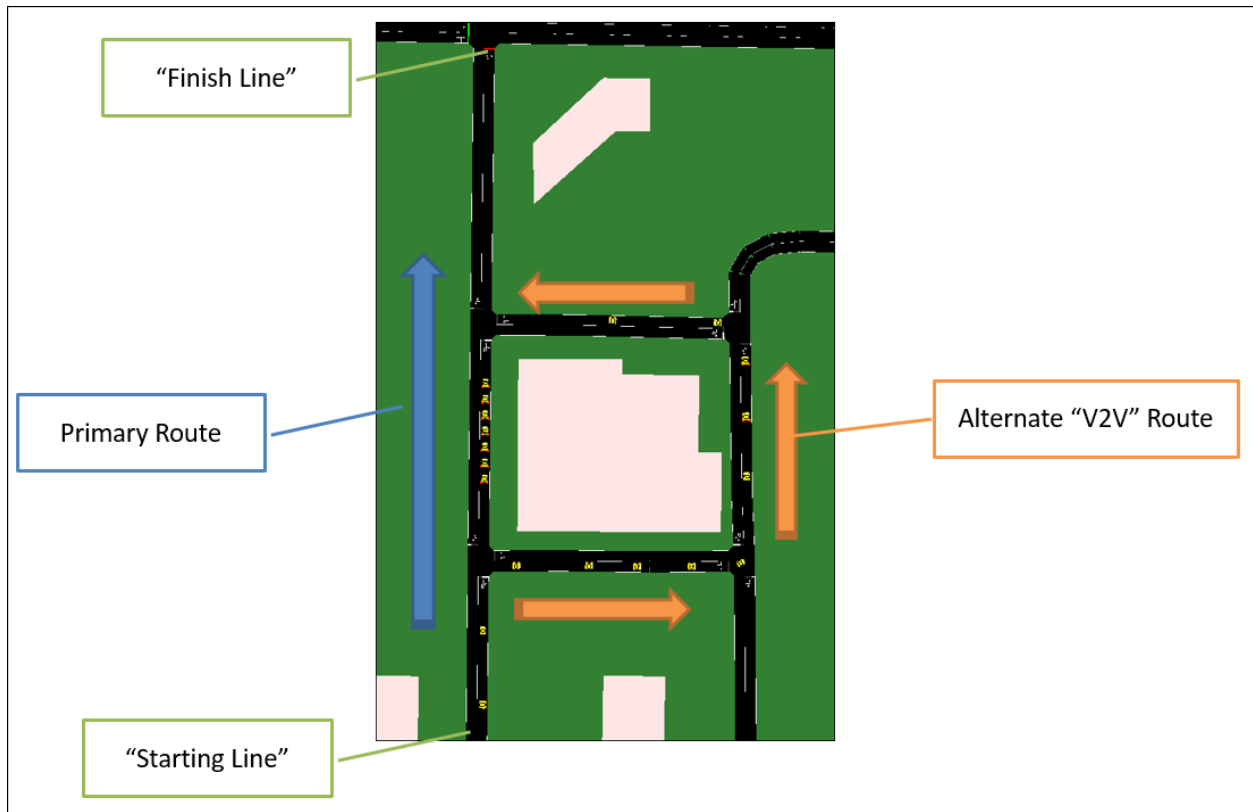 “Finish Line”
Primary Route
Alternate “V2V” Route
“Starting Line”